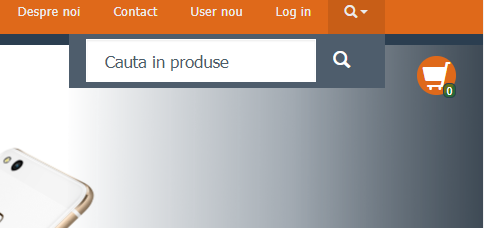 Despre noi Contact User nou Log in
Cauta in produse
0